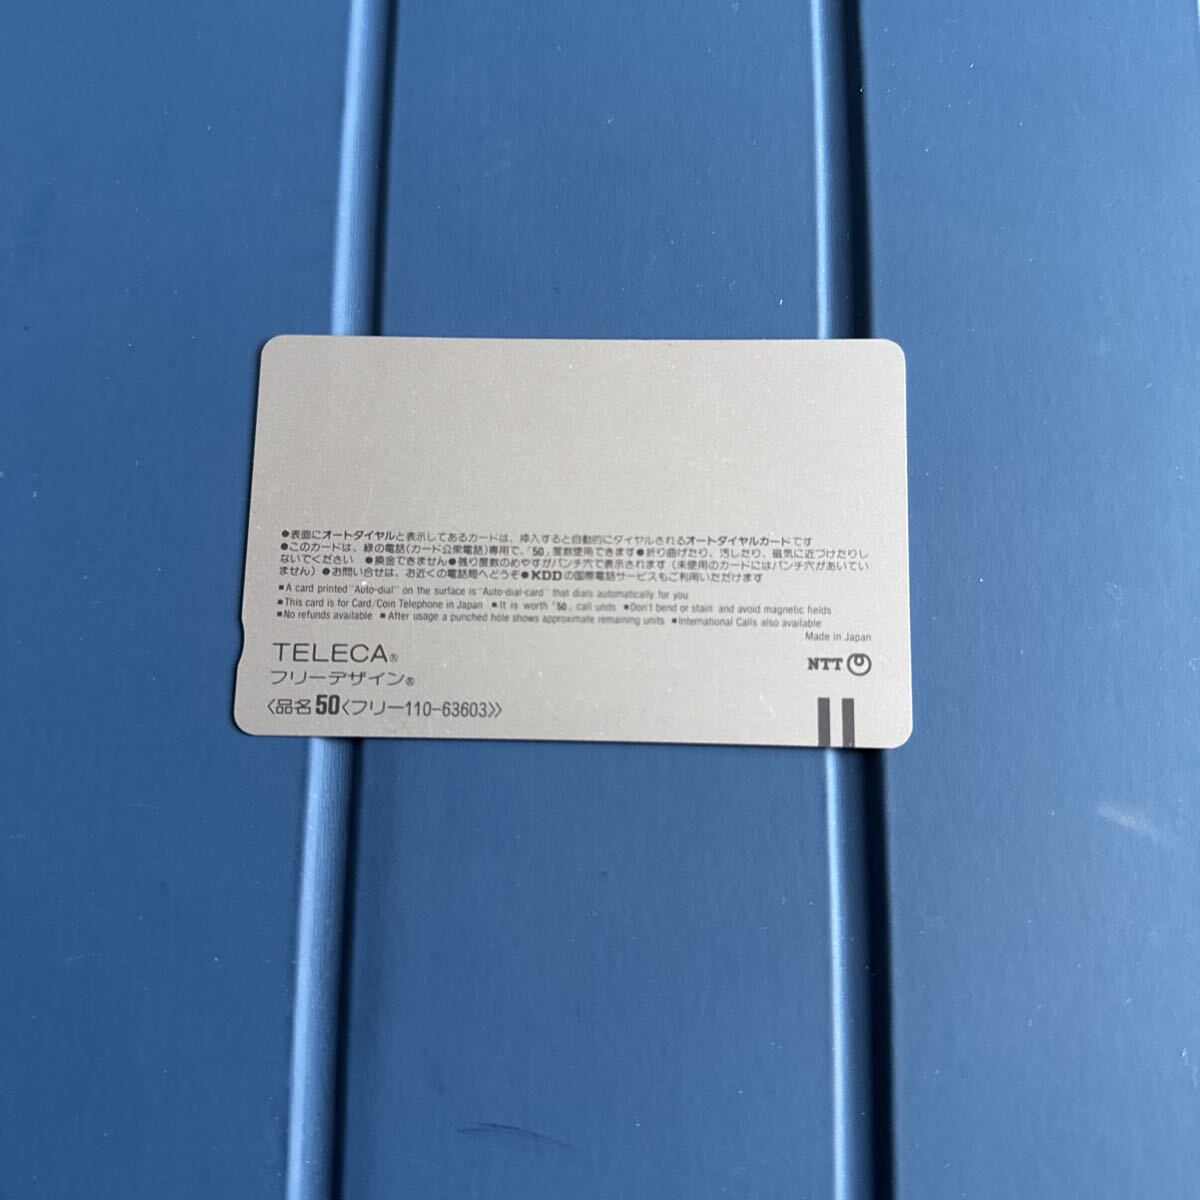 ●表面にオートダイヤルと表示してあるカードは、挿入すると自動的にダイヤルされるオートダイヤルカードです
●このカードは、緑の電話(カード公衆電話)専用で、「50」度数使用できます●折り曲げたり、汚したり、磁気に近づけたりし
ないでください ●換金できません●残り度数のめやすがパンチ穴で表示されます(未使用のカードにはパンチ穴があいてい
ません)●お問い合せは、お近くの電話局へどうぞ●KDDの国際電話サービスもご利用いただけます
■A card printed "Auto-dial" on the surface is "Auto-dial-card" that dials automatically for you
■This card is for Card/Coin Telephone in Japan ■It is worth「50」call units ■Don't bend or stain and avoid magnetic fields
■No refunds available ■After usage a punched hole shows approximate remaining units ■International Calls also available
Made in Japan
TELECA®
NTT
フリーデザイン®
〈品名50〈フリー110-63603〉〉